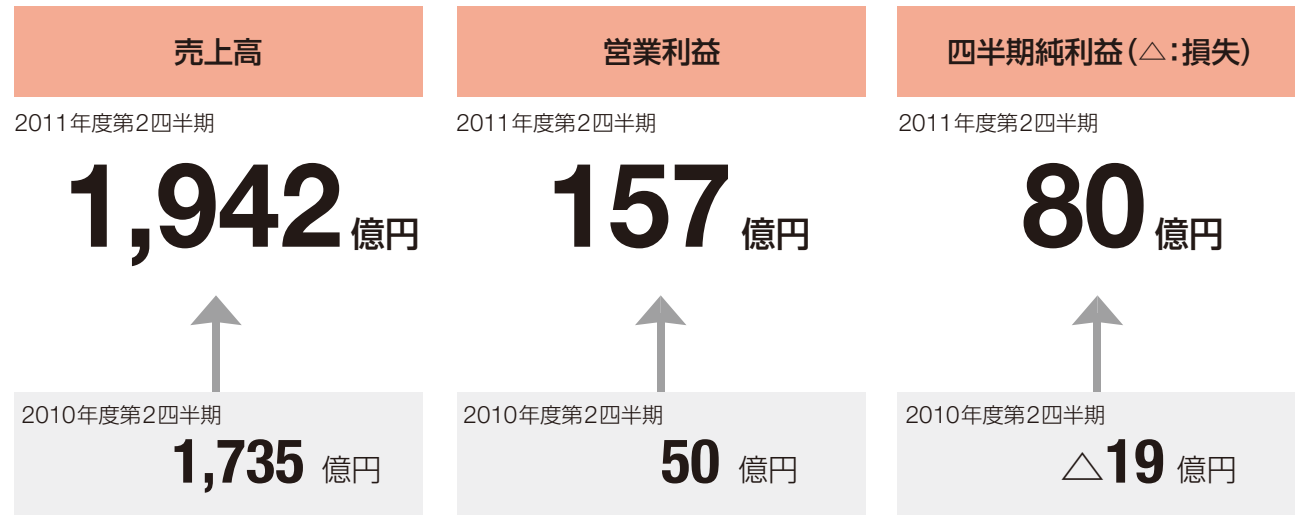 売上高
2011年度第2四半期
1,942億円
2010年度第2四半期
1,735 億円
営業利益
2011年度第2四半期
157億円
2010年度第2四半期
50 億円
四半期純利益(△:損失)
2011年度第2四半期
80億円
2010年度第2四半期
△19 億円